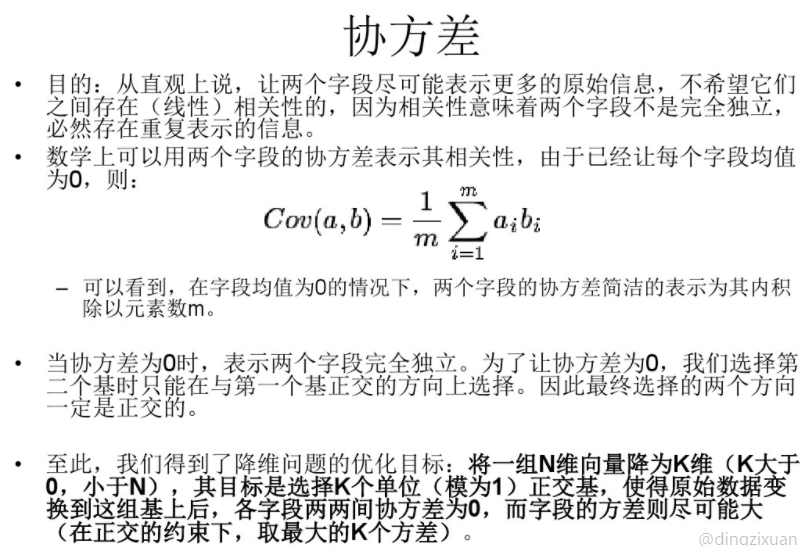 协方差
• 目的：从直观上说，让两个字段尽可能表示更多的原始信息，不希望它们
之间存在（线性）相关性的，因为相关性意味着两个字段不是完全独立，
必然存在重复表示的信息。
• 数学上可以用两个字段的协方差表示其相关性，由于已经让每个字段均值
为0，则：
Cov(a,b) = \frac{1}{m} \sum_{i=1}^{m} a_i b_i
– 可以看到，在字段均值为0的情况下，两个字段的协方差简洁的表示为其内积
除以元素数m。
• 当协方差为0时，表示两个字段完全独立。为了让协方差为0，我们选择第
二个基时只能在与第一个基正交的方向上选择。因此最终选择的两个方向
一定是正交的。
• 至此，我们得到了降维问题的优化目标：将一组N维向量降为K维（K大于
0，小于N），其目标是选择K个单位（模为1）正交基，使得原始数据变
换到这组基上后，各字段两两间协方差为0，而字段的方差则尽可能大
（在正交的约束下，取最大的K个方差）。
@dingzixuan